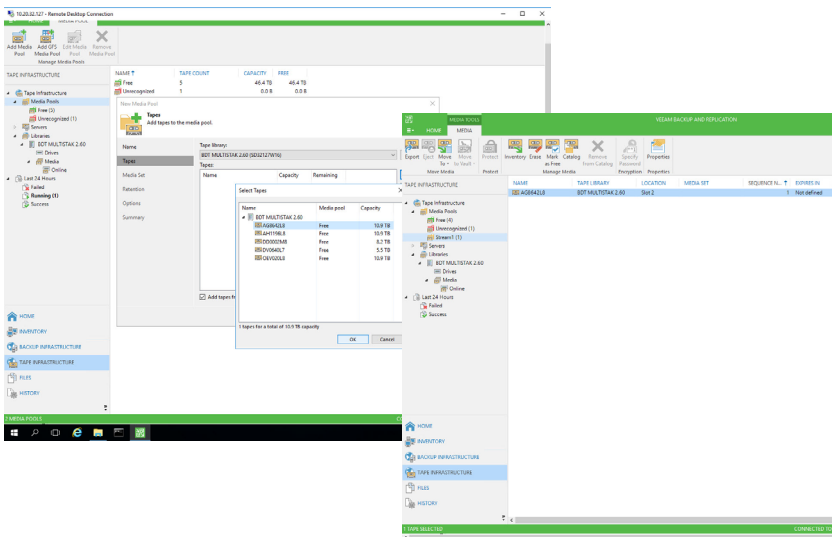 10.20.32.127 - Remote Desktop Connection
HOME MEDIA POOLS
Add Media Pool
Add GFS Media Pool
Edit Media Pool
Remove Media Pool
Manage Media Pools
TAPE INFRASTRUCTURE
Tape Infrastructure
Media Pools
Free (5)
Unrecognized (1)
Servers
Libraries
BDT MULTISTAK 2.60
Drives
Media
Online
Last 24 Hours
Failed
Running (1)
Success
HOME
INVENTORY
BACKUP INFRASTRUCTURE
TAPE INFRASTRUCTURE
FILES
HISTORY
2 MEDIA POOLS
NAME TAPE COUNT CAPACITY FREE
Free 5 46.4 TB 46.4 TB
Unrecognized 1 0.0 B 0.0 B
New Media Pool
Tapes
Add tapes to the media pool.
Name
Tapes
Media Set
Retention
Options
Summary
Tape library:
BDT MULTISTAK 2.60 (SD02127W16)
Tapes:
Name Capacity Remaining
Add tapes
Select Tapes
Name Media pool Capacity
BDT MULTISTAK 2.60
AG8642L8 Free 10.9 TB
AH1198L8 Free 10.9 TB
DD0002M8 Free 8.2 TB
DV0640L7 Free 5.5 TB
OEV020L8 Free 10.9 TB
1 tapes for a total of 10.9 TB capacity
OK Cancel
MEDIA TOOLS
VEEAM BACKUP AND REPLICATION
HOME MEDIA
Export
Eject
Move To
Move to Vault
Protect
Inventory
Erase
Mark as Free
Catalog
Remove From Catalog
Specify Password
Properties
Move Media
Protect
Manage Media
Encryption
Properties
TAPE INFRASTRUCTURE
Tape Infrastructure
Media Pools
Free (4)
Unrecognized (1)
Stream1 (1)
Servers
Libraries
BDT MULTISTAK 2.60
Drives
Media
Online
Last 24 Hours
Failed
Success
NAME TAPE LIBRARY LOCATION MEDIA SET SEQUENCE N... EXPIRES IN
AG8642L8 BDT MULTISTAK 2.60 Slot 2 1 Not defined
HOME
INVENTORY
BACKUP INFRASTRUCTURE
TAPE INFRASTRUCTURE
FILES
HISTORY
1 TAPE SELECTED
CONNECTED TO